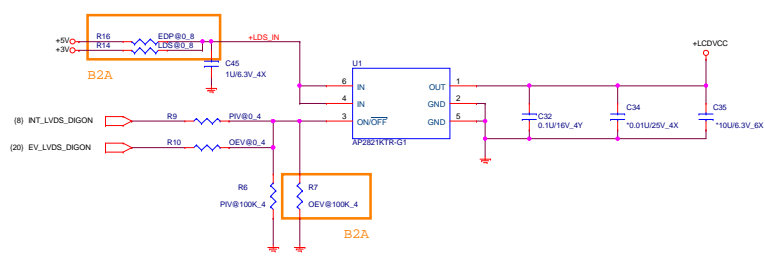 +5V R16 EDP@0_8
+3V R14 LDS@0_8
+LDS_IN
+LCDVCC
B2A
C45
1U/6.3V_4X
U1
6 IN OUT 1
4 IN GND 2
3 ON/OFF GND 5
AP2821KTR-G1
C32
0.1U/16V_4Y
C34
*0.01U/25V_4X
C35
*10U/6.3V_6X
(8) INT_LVDS_DIGON R9 PIV@0_4
(20) EV_LVDS_DIGON R10 OEV@0_4
R6
PIV@100K_4
R7
OEV@100K_4
B2A